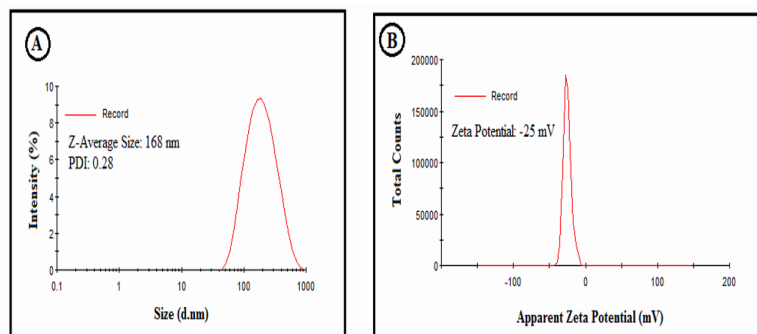 A
Record
Z-Average Size: 168 nm
PDI: 0.28
Intensity (%)
10
8
6
4
2
0
0.1 1 10 100 1000
Size (d.nm)
B
Record
Zeta Potential: -25 mV
Total Counts
200000
150000
100000
50000
0
-100 0 100 200
Apparent Zeta Potential (mV)